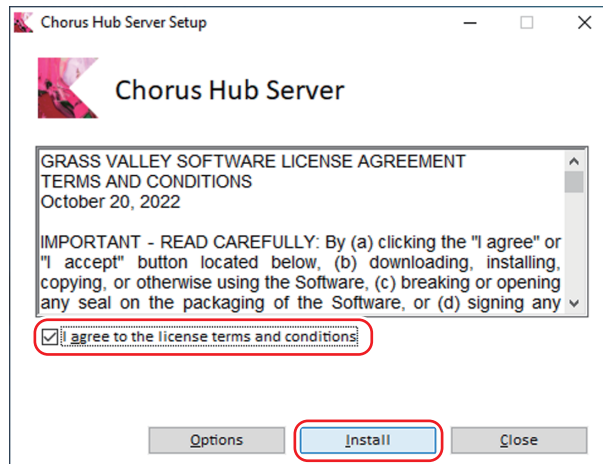 Chorus Hub Server Setup
Chorus Hub Server
GRASS VALLEY SOFTWARE LICENSE AGREEMENT
TERMS AND CONDITIONS
October 20, 2022
IMPORTANT - READ CAREFULLY: By (a) clicking the "I agree" or
"I accept" button located below, (b) downloading, installing,
copying, or otherwise using the Software, (c) breaking or opening
any seal on the packaging of the Software, or (d) signing any
I agree to the license terms and conditions
Options Install Close